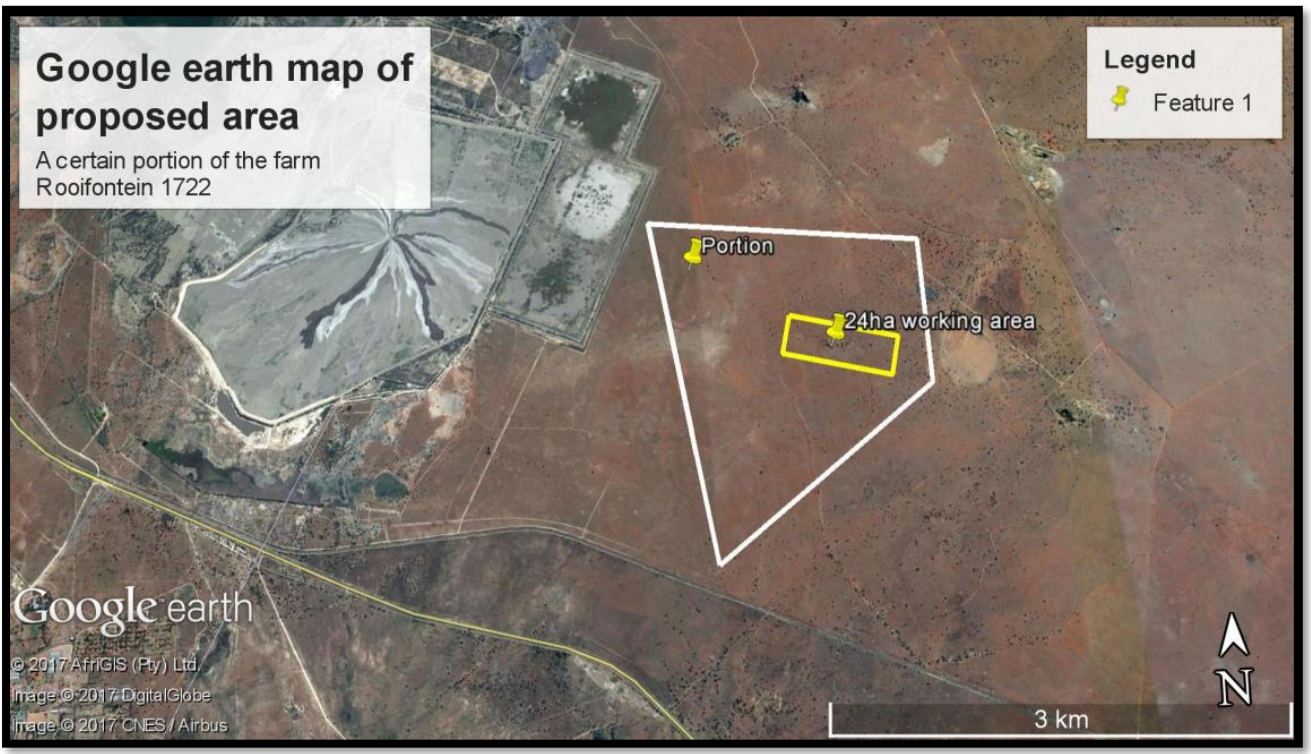 Google earth map of
proposed area
A certain portion of the farm
Rooifontein 1722
Legend
Feature 1
Portion
24ha working area
Google earth
© 2017 AfriGIS (Pty) Ltd.
Image © 2017 DigitalGlobe
Image © 2017 CNES / Airbus
N
3 km